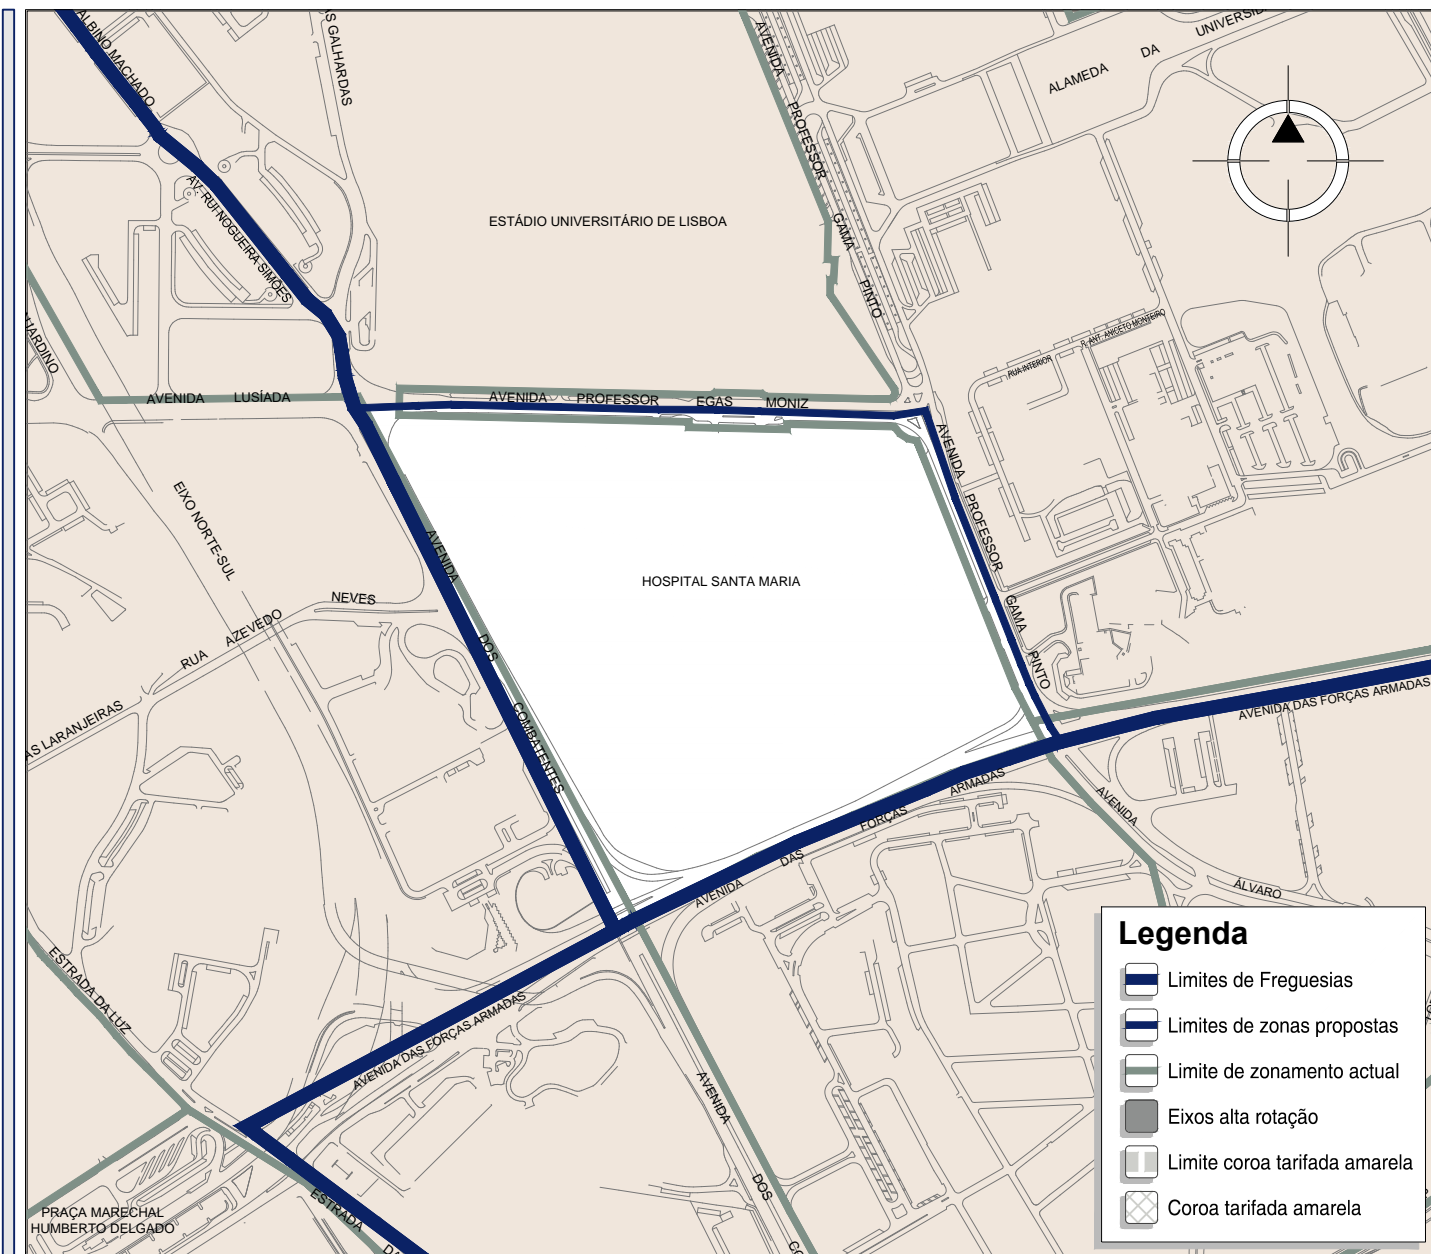 ALBINO MACHADO
S GALHARDAS
AVENIDA PROFESSOR GAMA PINTO
ALAMEDA DA
AV. RUI NOGUEIRA SIMÕES
ESTÁDIO UNIVERSITÁRIO DE LISBOA
RUA INTERIOR
R. ANT. ANICETO MONTEIRO
UARDINO
AVENIDA LUSÍADA
AVENIDA PROFESSOR EGAS MONIZ
AVENIDA PROFESSOR GAMA PINTO
EIXO NORTE-SUL
HOSPITAL SANTA MARIA
AVENIDA DOS COMBATENTES
RUA AZEVEDO NEVES
AS LARANJEIRAS
AVENIDA DAS FORÇAS ARMADAS
AVENIDA DAS FORÇAS ARMADAS
AVENIDA
ÁLVARO
ESTRADA DA LUZ
AVENIDA DAS FORÇAS ARMADAS
AVENIDA DOS
ESTRADA
PRAÇA MARECHAL
HUMBERTO DELGADO
Legenda
Limites de Freguesias
Limites de zonas propostas
Limite de zonamento actual
Eixos alta rotação
Limite coroa tarifada amarela
Coroa tarifada amarela